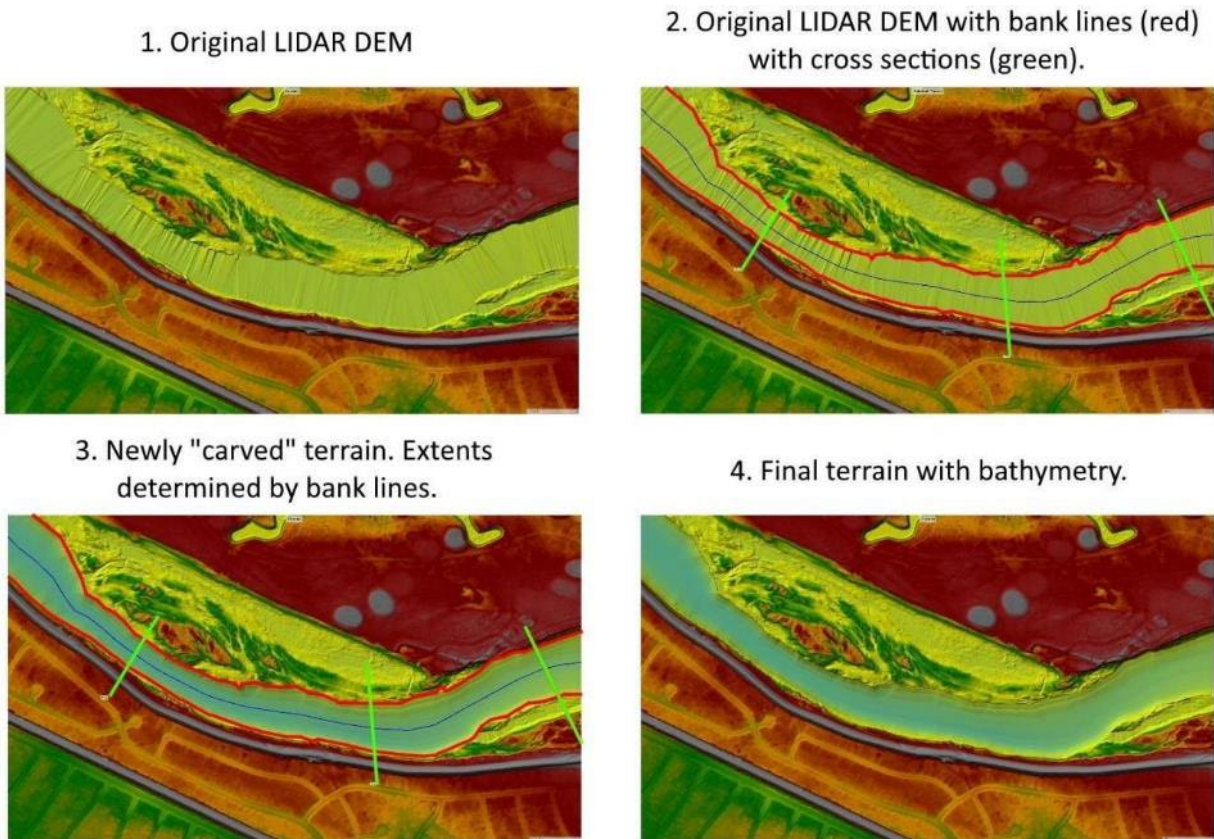 1. Original LIDAR DEM
2. Original LIDAR DEM with bank lines (red)
with cross sections (green).
3. Newly "carved" terrain. Extents
determined by bank lines.
4. Final terrain with bathymetry.